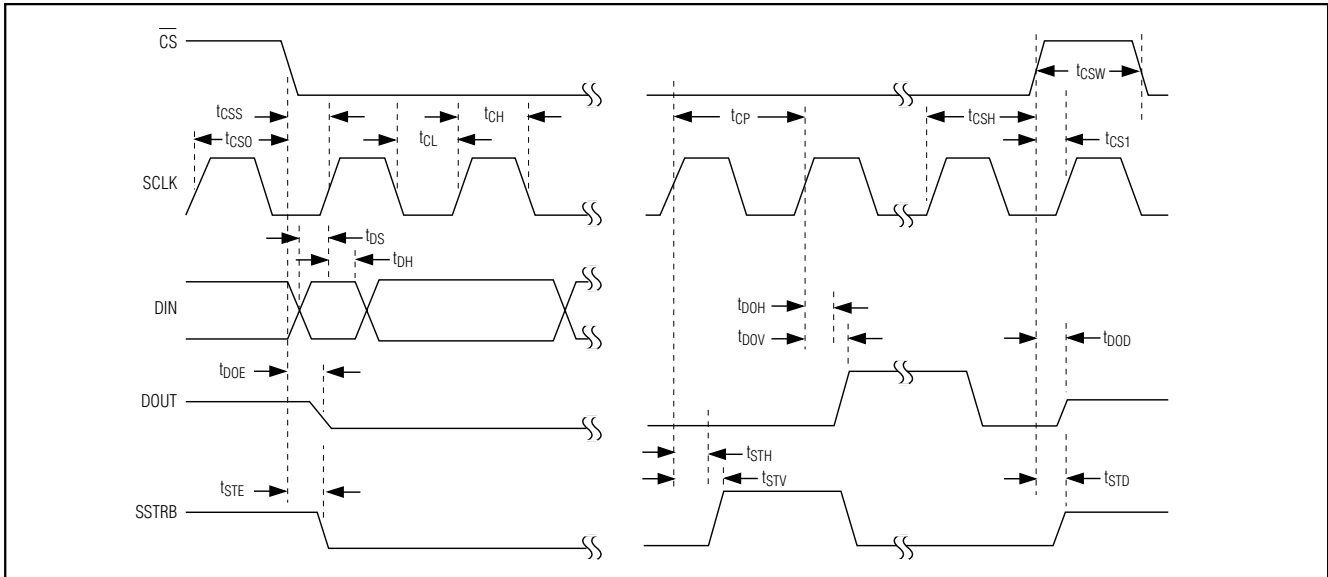 CS
tCSW
tCSS
tCH
tCP
tCSH
tCSO
tCL
tCS1
SCLK
tDS
tDH
DIN
tDOH
tDOV
tDOD
tDOE
DOUT
tSTH
tSTV
tSTE
tSTD
SSTRB